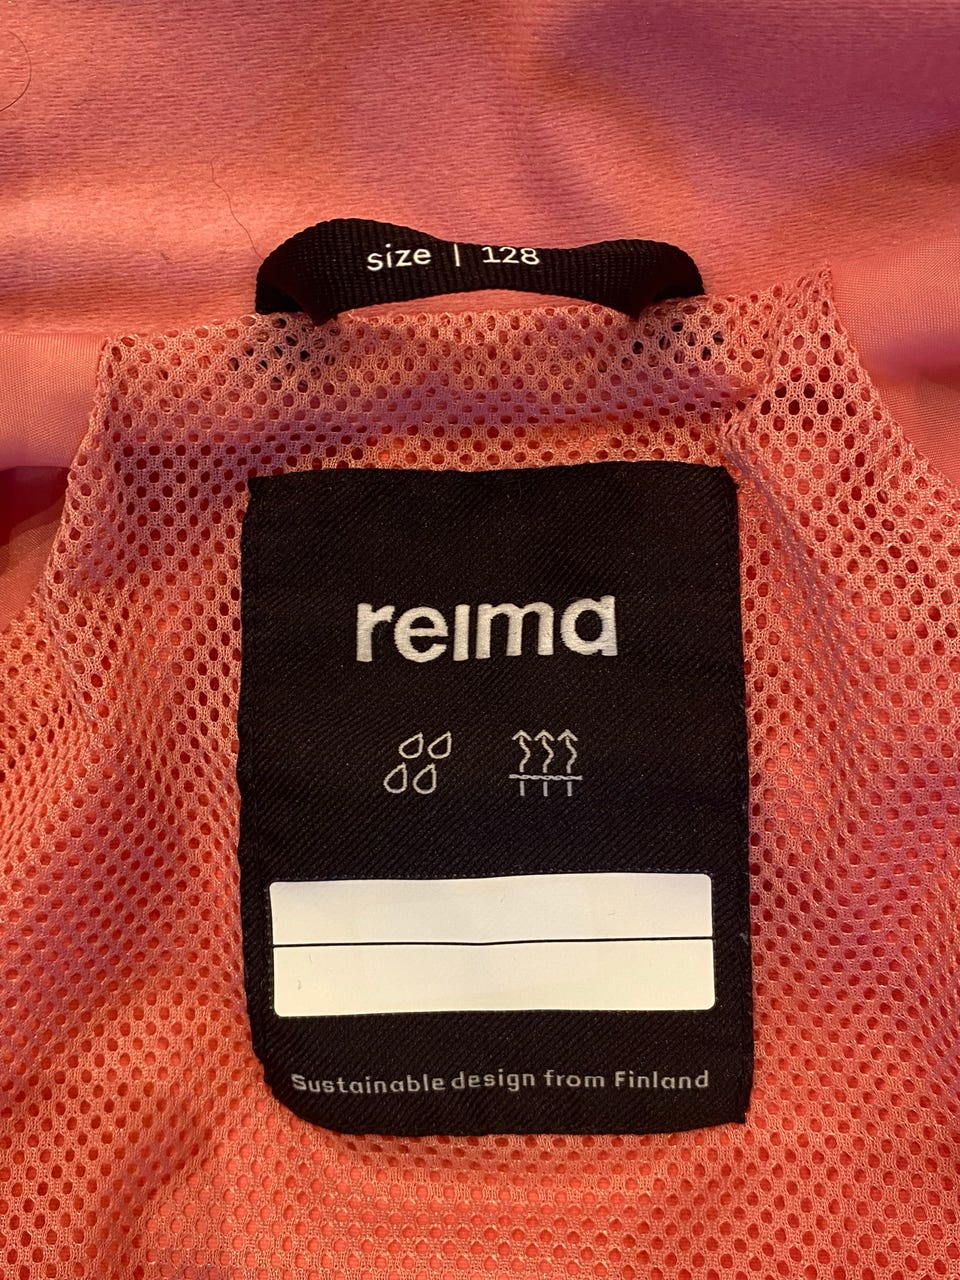 size | 128
reima
Sustainable design from Finland